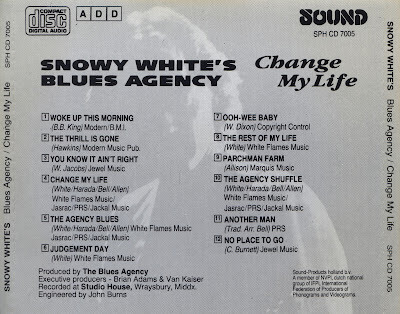 COMPACT
disc
DIGITAL AUDIO
A D D
SOUND
SPH CD 7005
SNOWY WHITE'S
BLUES AGENCY
Change
My Life
1 WOKE UP THIS MORNING
(B.B. King) Modern/B.M.I.
2 THE THRILL IS GONE
(Hawkins) Modern Music Pub.
3 YOU KNOW IT AIN'T RIGHT
(W. Jacobs) Jewel Music
4 CHANGE MY LIFE
(White/Harada/Bell/Allen)
White Flames Music/
Jasrac/PRS/Jackal Music
5 THE AGENCY BLUES
(White/Harada/Bell/Allen) White Flames Music/
Jasrac/PRS/Jackal Music
6 JUDGEMENT DAY
(White) White Flames Music
7 OOH-WEE BABY
(W. Dixon) Copyright Control
8 THE REST OF MY LIFE
(White) White Flames Music
9 PARCHMAN FARM
(Allison) Marquis Music
10 THE AGENCY SHUFFLE
(White/Harada/Bell/Allen)
White Flames Music/
Jasrac/PRS/Jackal Music
11 ANOTHER MAN
(Trad. Arr. Bell) PRS
12 NO PLACE TO GO
(C. Burnett) Jewel Music
Produced by The Blues Agency
Executive producers - Brian Adams & Van Kaiser
Recorded at Studio House, Wraysbury, Middx.
Engineered by John Burns
Sound-Products holland b.v.
A member of NVPI, dutch national
group of IFPI, International
Federation of Producers of
Phonograms and Videograms.
SNOWY WHITE'S Blues Agency / Change My Life SPH CD 7005
SNOWY WHITE'S Blues Agency / Change My Life SPH CD 7005